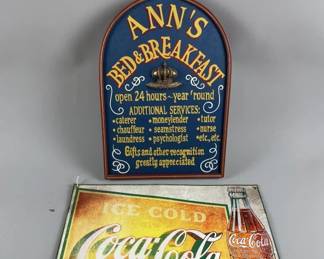 ANN'S
BED & BREAKFAST
open 24 hours ~ year 'round
ADDITIONAL SERVICES:
•caterer •moneylender •tutor
•chauffeur •seamstress •nurse
•laundress •psychologist •etc., etc.
Gifts and other recognition
greatly appreciated
ICE COLD
Coca-Cola
Coca-Cola